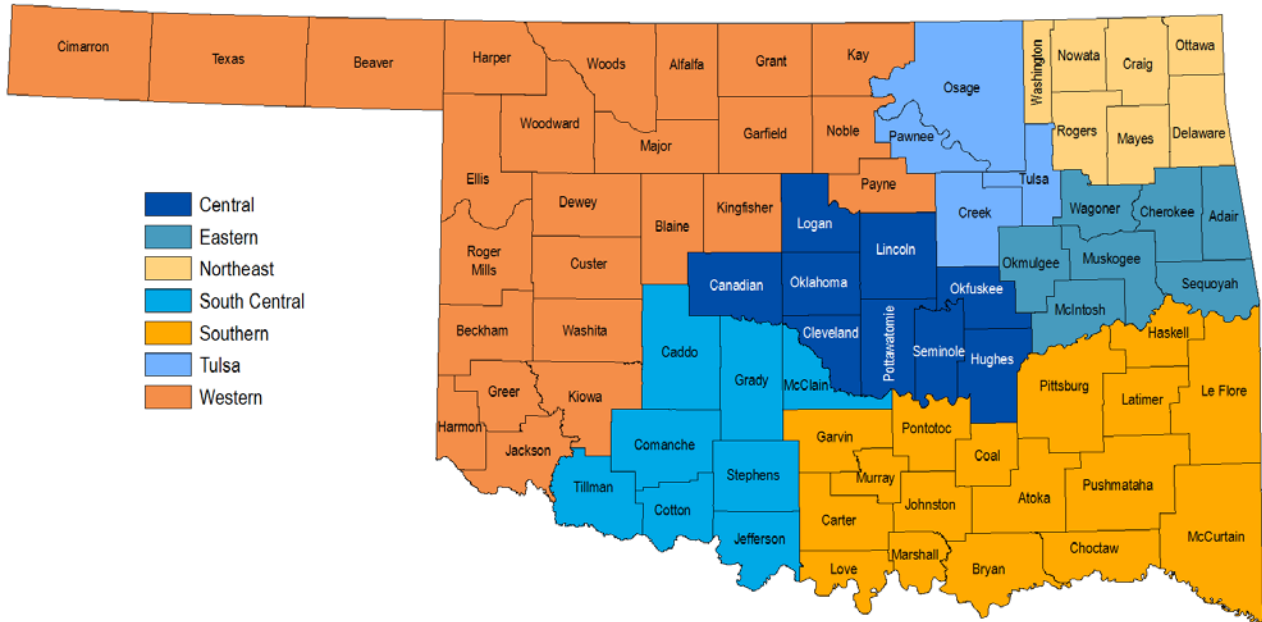 Cimarron
Texas
Beaver
Harper
Woods
Alfalfa
Grant
Kay
Osage
Washington
Nowata
Craig
Ottawa
Woodward
Major
Garfield
Noble
Pawnee
Rogers
Mayes
Delaware
Ellis
Dewey
Blaine
Kingfisher
Logan
Payne
Lincoln
Creek
Tulsa
Wagoner
Cherokee
Adair
Roger
Mills
Custer
Canadian
Oklahoma
Okfuskee
Okmulgee
Muskogee
Sequoyah
McIntosh
Beckham
Washita
Caddo
Grady
McClain
Cleveland
Pottawatomie
Seminole
Hughes
Pittsburg
Haskell
Latimer
Le Flore
Harmon
Greer
Kiowa
Jackson
Comanche
Tillman
Cotton
Stephens
Jefferson
Garvin
Pontotoc
Coal
Murray
Johnston
Atoka
Pushmataha
Carter
Love
Marshall
Bryan
Choctaw
McCurtain
Central
Eastern
Northeast
South Central
Southern
Tulsa
Western